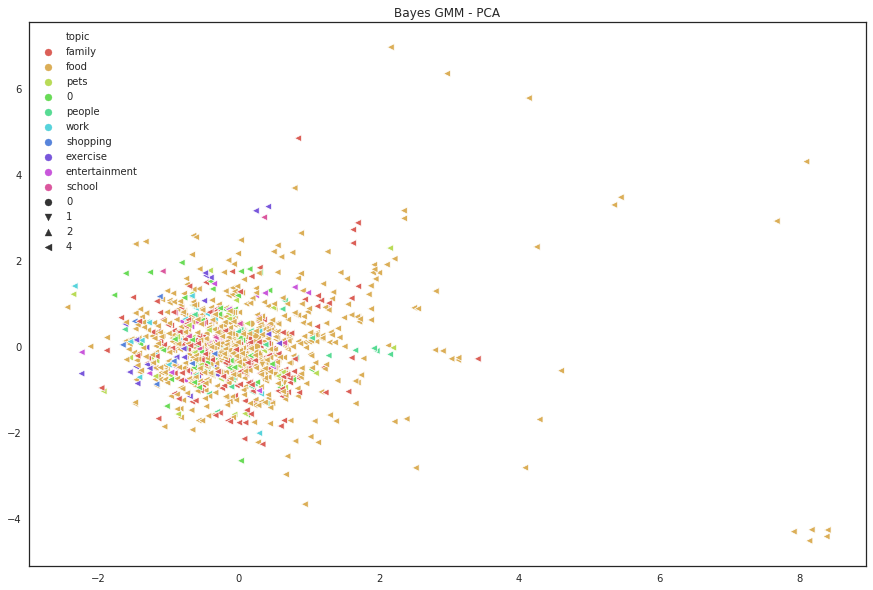 Bayes GMM - PCA
topic
family
food
pets
0
people
work
shopping
exercise
entertainment
school
0
1
2
4
6
4
2
0
−2
−4
−2
0
2
4
6
8